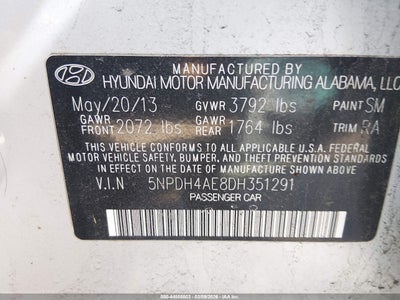 MFD BY
HYUNDAI MOTOR MANUFACTURING ALABAMA, LLC
May/20/13 GVWR 3792 lbs PAINT SM
GAWR FRONT 2072 lbs GAWR REAR 1764 lbs TRIM RA
THIS VEHICLE CONFORMS TO ALL APPLICABLE U.S.A FEDERAL
MOTOR VEHICLE SAFETY, BUMPER, AND THEFT PREVENTION
STANDARDS IN EFFECT ON THE DATE OF MANUFACTURE SHOWN ABOVE.
V.I.N 5NPDH4AE8DH351291
PASSENGER CAR